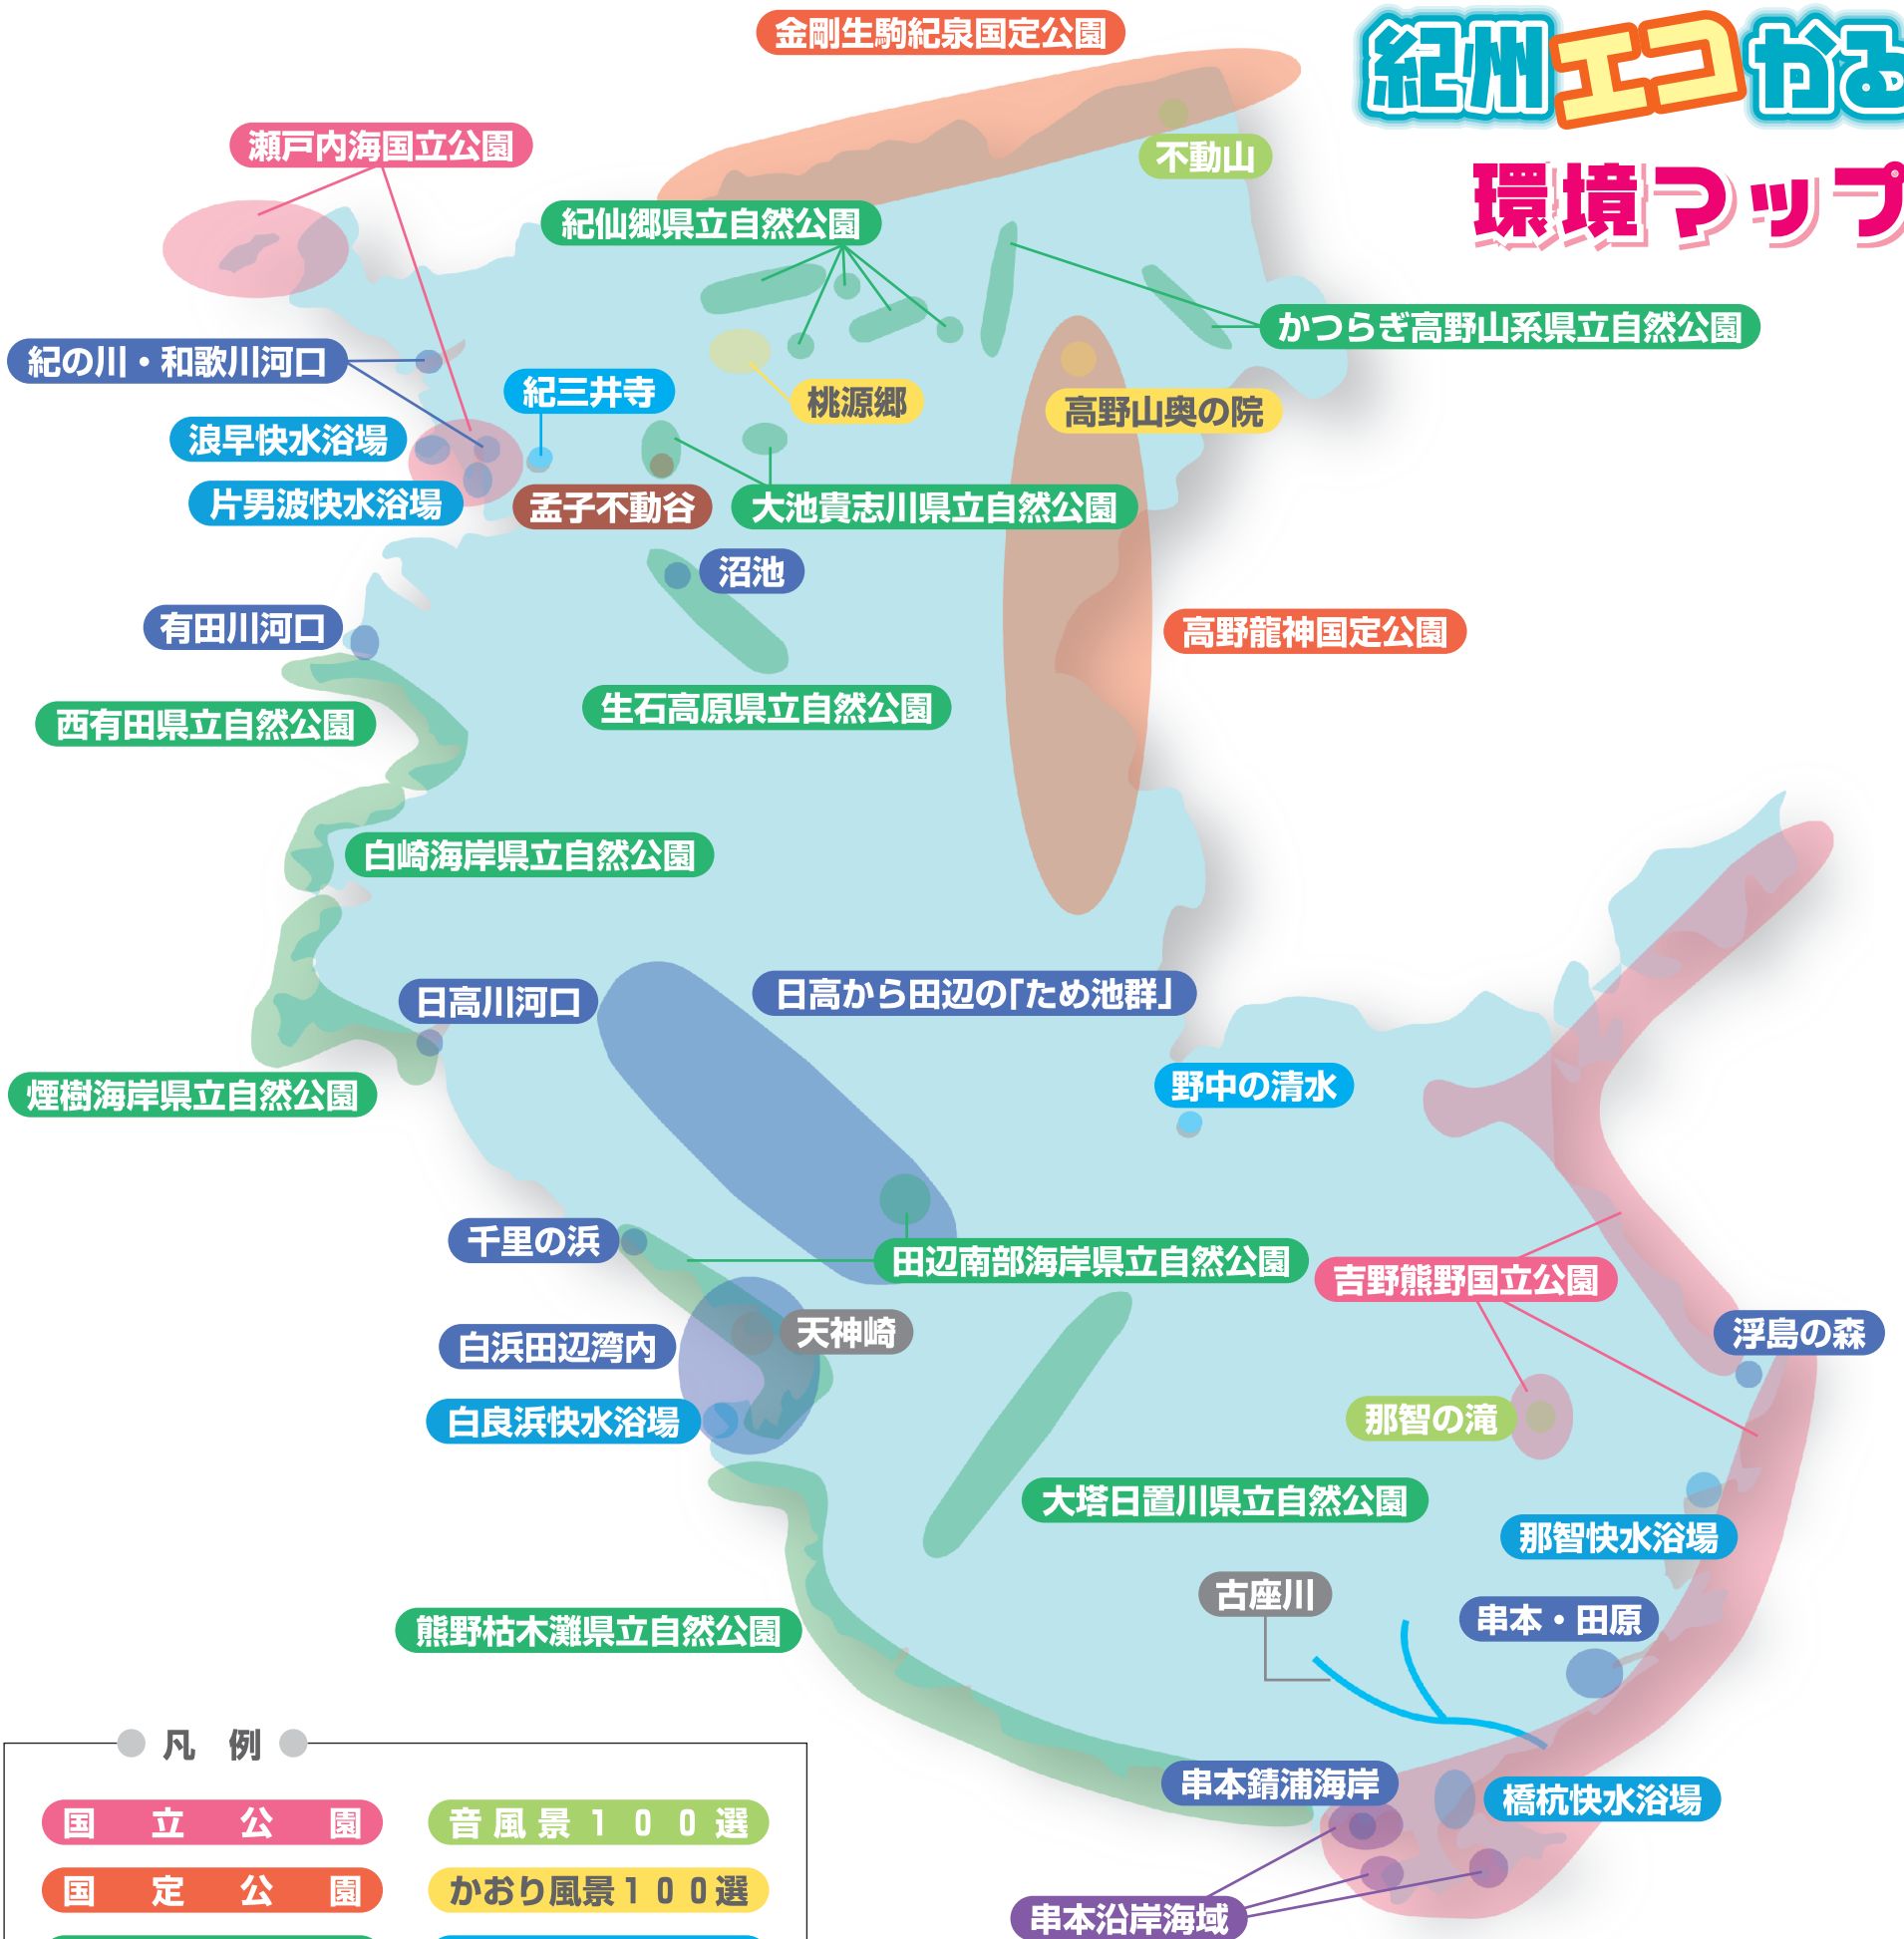 金剛生駒紀泉国定公園
紀州エコかる
環境マップ
瀬戸内海国立公園
不動山
紀仙郷県立自然公園
かつらぎ高野山系県立自然公園
紀の川・和歌川河口
紀三井寺
桃源郷
高野山奥の院
浪早快水浴場
片男波快水浴場
孟子不動谷
大池貴志川県立自然公園
沼池
有田川河口
高野龍神国定公園
西有田県立自然公園
生石高原県立自然公園
白崎海岸県立自然公園
日高川河口
日高から田辺の「ため池群」
煙樹海岸県立自然公園
野中の清水
千里の浜
田辺南部海岸県立自然公園
吉野熊野国立公園
白浜田辺湾内
天神崎
浮島の森
白良浜快水浴場
那智の滝
大塔日置川県立自然公園
那智快水浴場
古座川
串本・田原
熊野枯木灘県立自然公園
串本錆浦海岸
橋杭快水浴場
串本沿岸海域
凡例
国立公園
音風景100選
国定公園
かおり風景100選